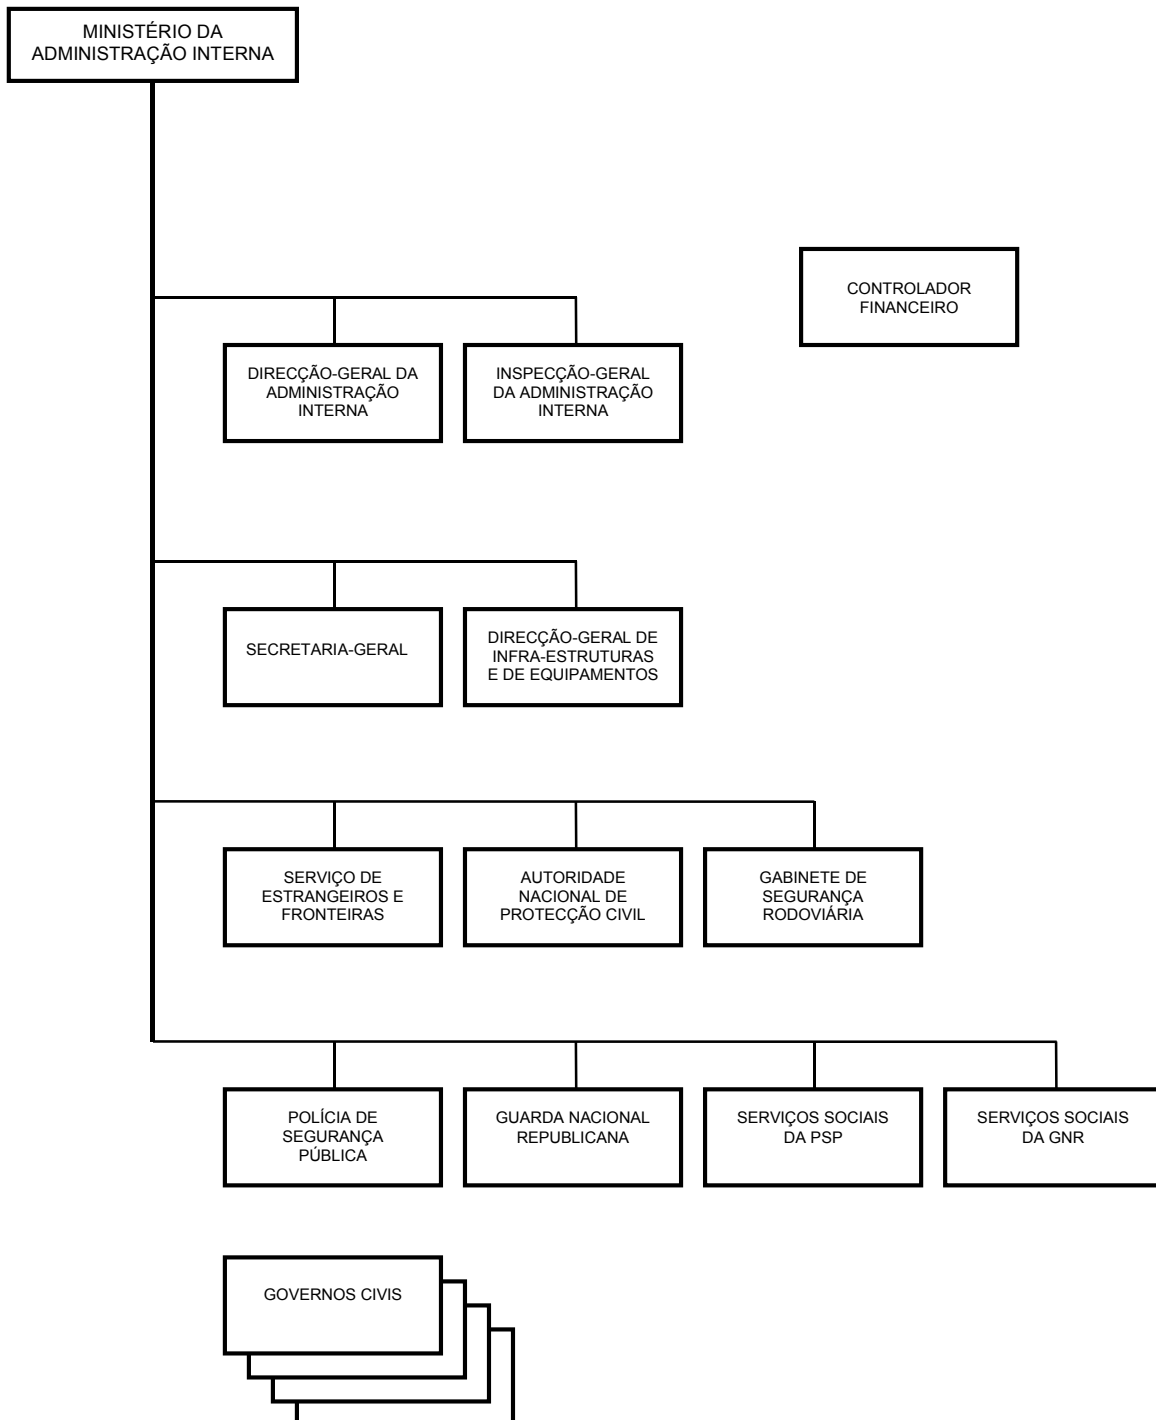 MINISTÉRIO DA
ADMINISTRAÇÃO INTERNA
CONTROLADOR
FINANCEIRO
DIRECÇÃO-GERAL DA
ADMINISTRAÇÃO
INTERNA
INSPECÇÃO-GERAL
DA ADMINISTRAÇÃO
INTERNA
SECRETARIA-GERAL
DIRECÇÃO-GERAL DE
INFRA-ESTRUTURAS
E DE EQUIPAMENTOS
SERVIÇO DE
ESTRANGEIROS E
FRONTEIRAS
AUTORIDADE
NACIONAL DE
PROTECÇÃO CIVIL
GABINETE DE
SEGURANÇA
RODOVIÁRIA
POLÍCIA DE
SEGURANÇA
PÚBLICA
GUARDA NACIONAL
REPUBLICANA
SERVIÇOS SOCIAIS
DA PSP
SERVIÇOS SOCIAIS
DA GNR
GOVERNOS CIVIS